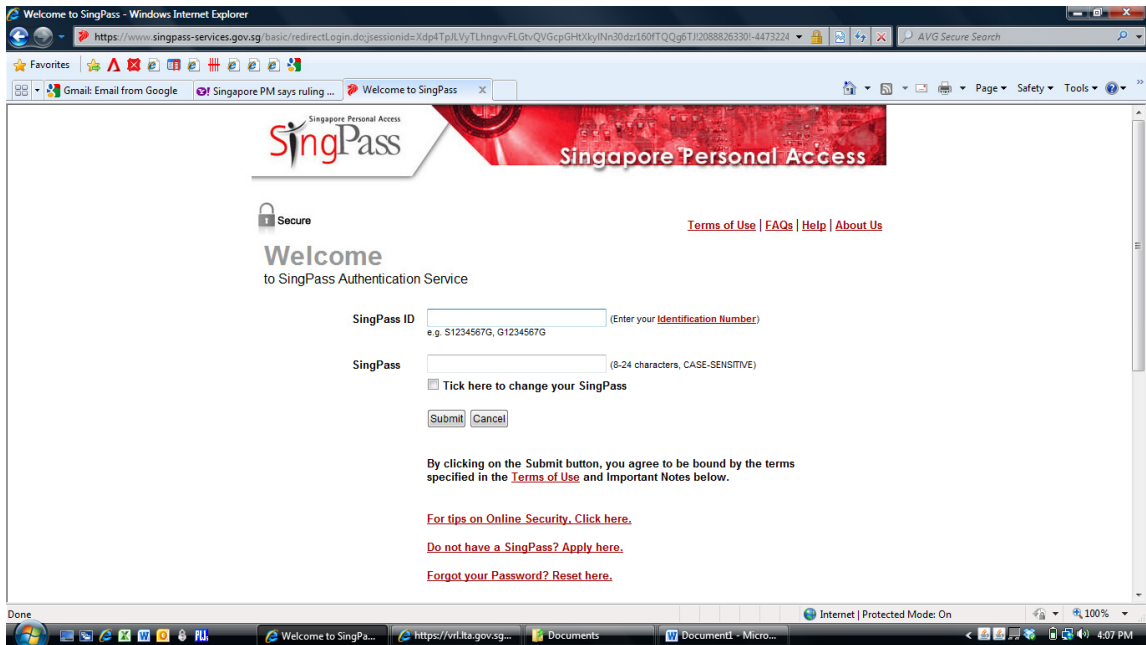 Welcome to SingPass - Windows Internet Explorer
https://www.singpass-services.gov.sg/basic/redirectLogin.do;jsessionid=
AVG Secure Search
Favorites
Gmail: Email from Google
Singapore PM says ruling ...
Welcome to SingPass
X
Page
Safety
Tools
Singapore Personal Access
SingPass
Singapore Personal Access
Secure
Terms of Use | FAQs | Help | About Us
Welcome
to SingPass Authentication Service
SingPass ID
(Enter your Identification Number)
e.g. S1234567G, G1234567G
SingPass
(8-24 characters, CASE-SENSITIVE)
Tick here to change your SingPass
Submit Cancel
By clicking on the Submit button, you agree to be bound by the terms
specified in the Terms of Use and Important Notes below.
For tips on Online Security, Click here.
Do not have a SingPass? Apply here.
Forgot your Password? Reset here.
Done
Internet | Protected Mode: On
100%
Welcome to SingPa...
https://vrl.lta.gov.sg...
Documents
Document1 - Micro...
4:07 PM